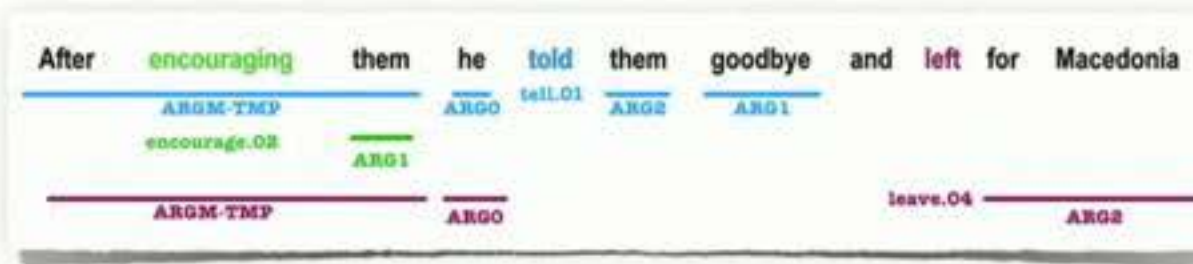 After encouraging them he told them goodbye and left for Macedonia
ARGM-TMP ARG0 tell.01 ARG2 ARG1
encourage.02 ARG1
ARGM-TMP ARG0 leave.04 ARG2